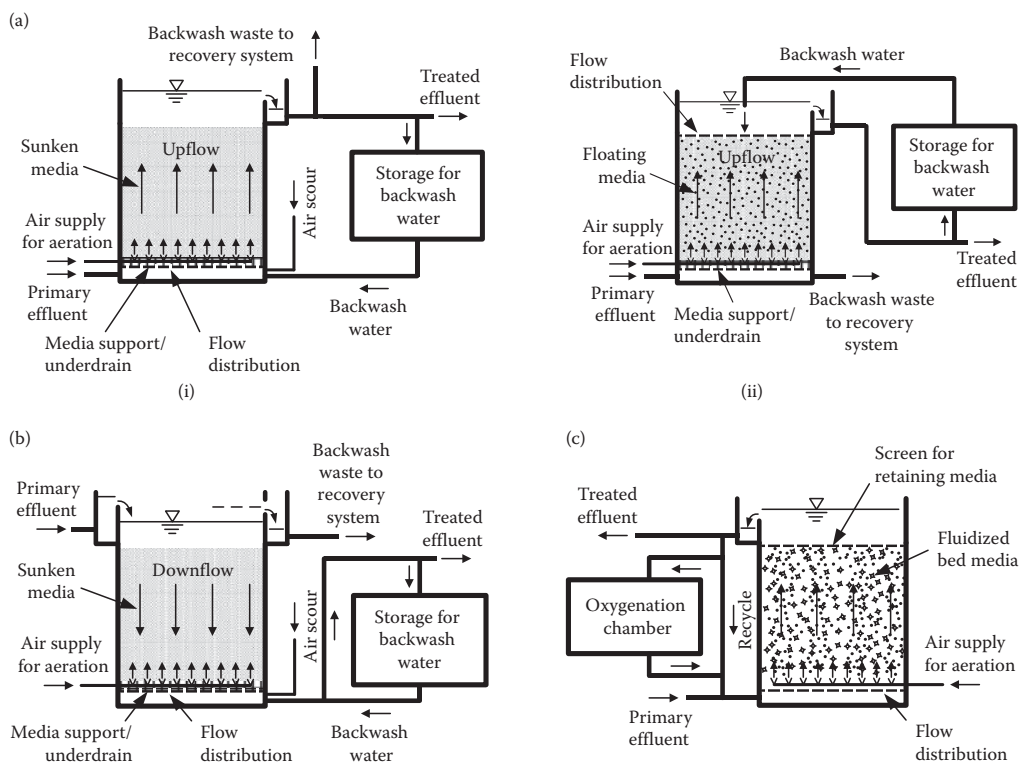 (a)
Backwash waste to
recovery system
Treated
effluent
Sunken
media
Upflow
Storage for
backwash
water
Air scour
Air supply
for aeration
Primary
effluent
Backwash
water
Media support/
underdrain
Flow
distribution
(i)
Backwash water
Flow
distribution
Floating
media
Upflow
Storage for
backwash
water
Air supply
for aeration
Primary
effluent
Treated
effluent
Media support/
underdrain
Backwash waste
to recovery
system
(ii)
(b)
Primary
effluent
Backwash
waste to
recovery
system
Treated
effluent
Sunken
media
Downflow
Air scour
Storage for
backwash
water
Air supply
for aeration
Media support/
underdrain
Flow
distribution
Backwash
water
(c)
Screen for
retaining media
Treated
effluent
Fluidized
bed media
Oxygenation
chamber
Recycle
Air supply
for aeration
Primary
effluent
Flow
distribution